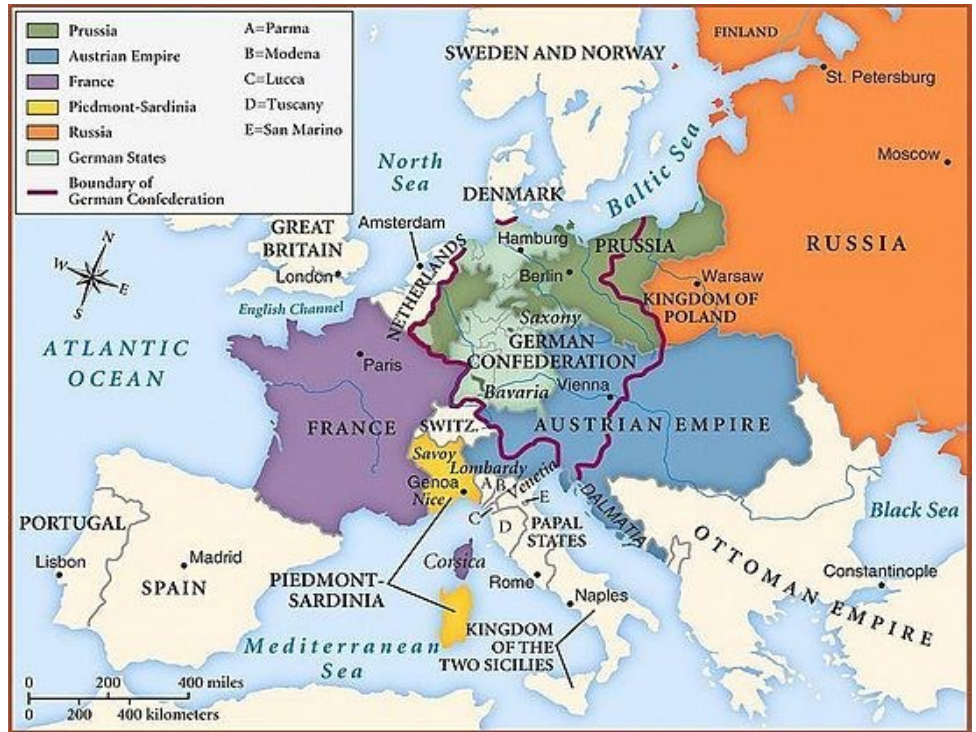 Prussia
Austrian Empire
France
Piedmont-Sardinia
Russia
German States
Boundary of
German Confederation
A=Parma
B=Modena
C=Lucca
D=Tuscany
E=San Marino
SWEDEN AND NORWAY
FINLAND
St. Petersburg
Moscow
North
Sea
Baltic Sea
DENMARK
GREAT
BRITAIN
Amsterdam
London
NETHERLANDS
Hamburg
PRUSSIA
RUSSIA
Berlin
Warsaw
KINGDOM OF
POLAND
N
W
E
S
English Channel
Saxony
GERMAN
CONFEDERATION
ATLANTIC
OCEAN
Paris
Bavaria
Vienna
FRANCE
SWITZ.
AUSTRIAN EMPIRE
Savoy
Lombardy
Venetia
Genoa
Nice
A
B
C
D
E
DALMATIA
Black Sea
PORTUGAL
PAPAL
STATES
OTTOMAN EMPIRE
Lisbon
Madrid
SPAIN
Corsica
Rome
Constantinople
PIEDMONT-
SARDINIA
Naples
Mediterranean
Sea
KINGDOM
OF THE
TWO SICILIES
0 200 400 miles
0 200 400 kilometers